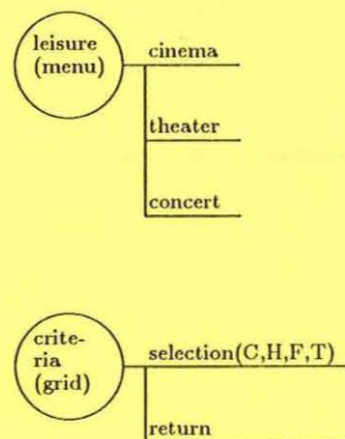 leisure
(menu)
cinema
theater
concert
crite-
ria
(grid)
selection(C,H,F,T)
return